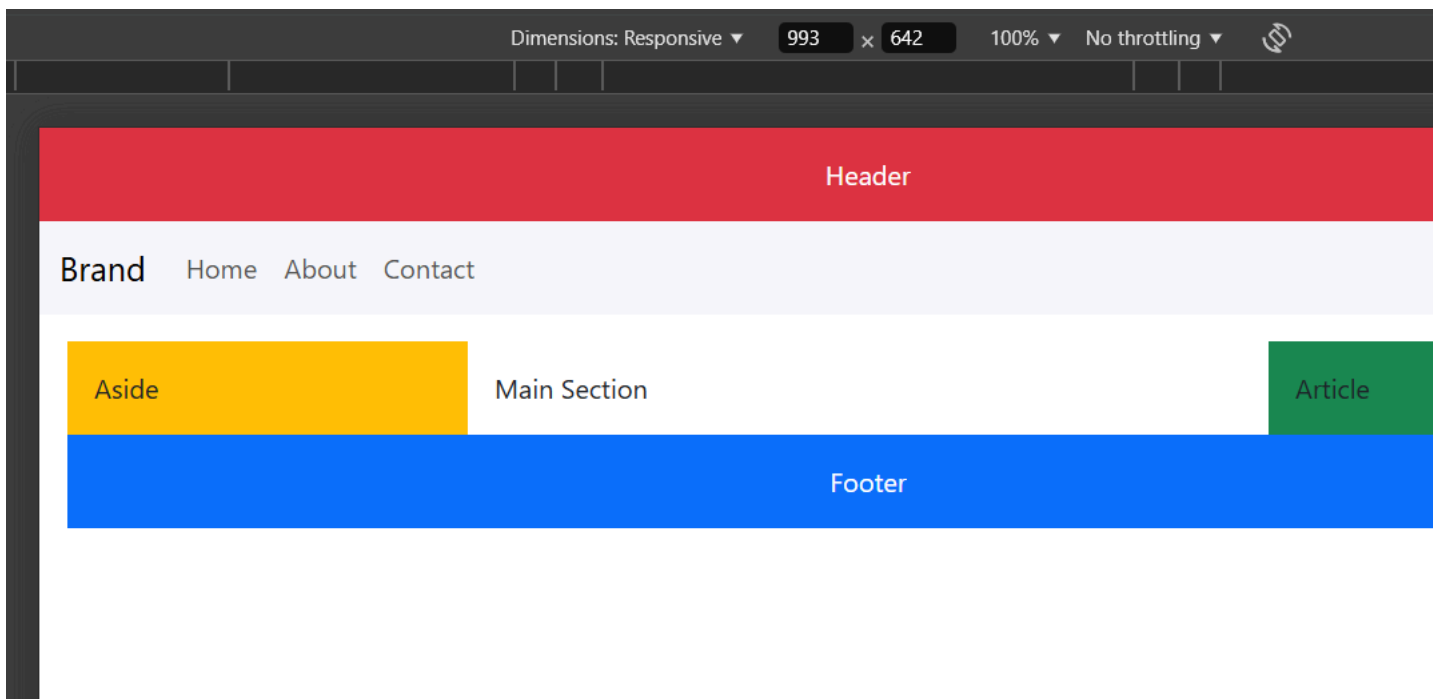 Dimensions: Responsive ▼ 993 × 642 100% ▼ No throttling ▼
Header
Brand Home About Contact
Aside Main Section Article
Footer